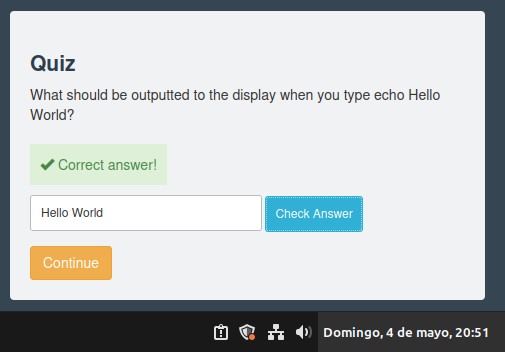 Quiz
What should be outputted to the display when you type echo Hello
World?
Correct answer!
Hello World
Check Answer
Continue
Domingo, 4 de mayo, 20:51